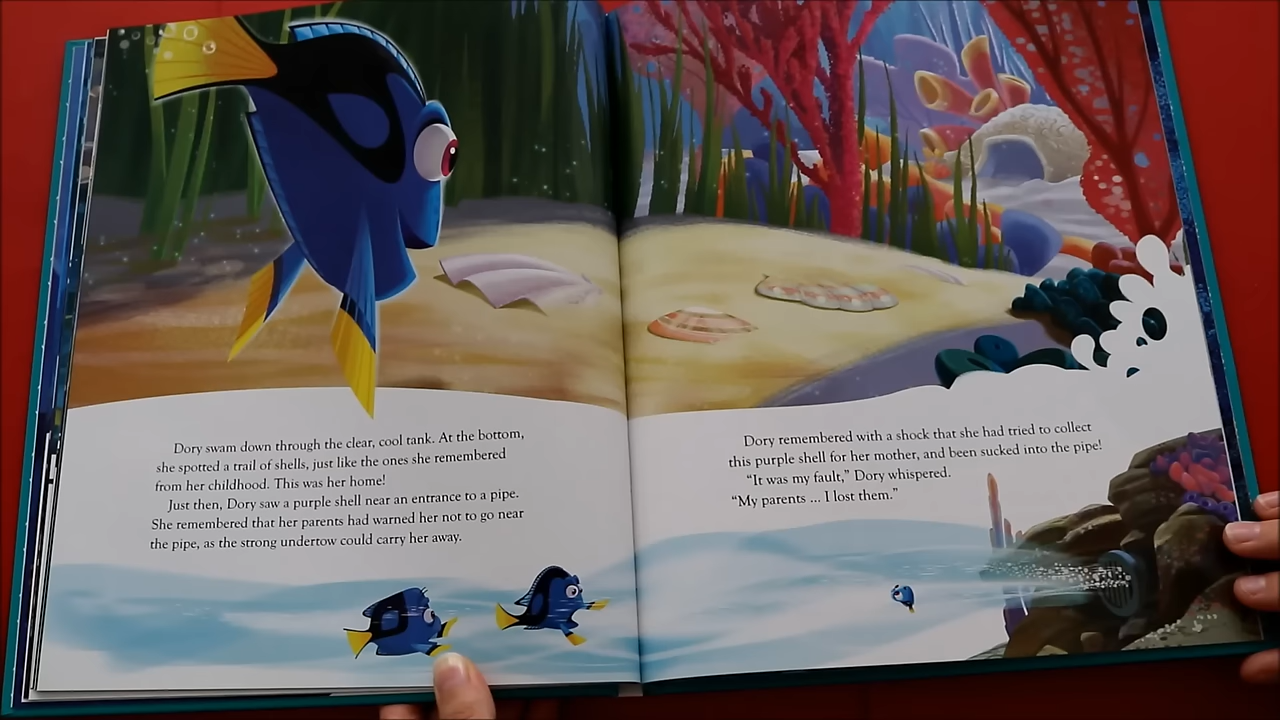 Dory swam down through the clear, cool tank. At the bottom,
she spotted a trail of shells, just like the ones she remembered
from her childhood. This was her home!
Just then, Dory saw a purple shell near an entrance to a pipe.
She remembered that her parents had warned her not to go near
the pipe, as the strong undertow could carry her away.
Dory remembered with a shock that she had tried to collect
this purple shell for her mother, and been sucked into the pipe!
“It was my fault,” Dory whispered.
“My parents ... I lost them.”